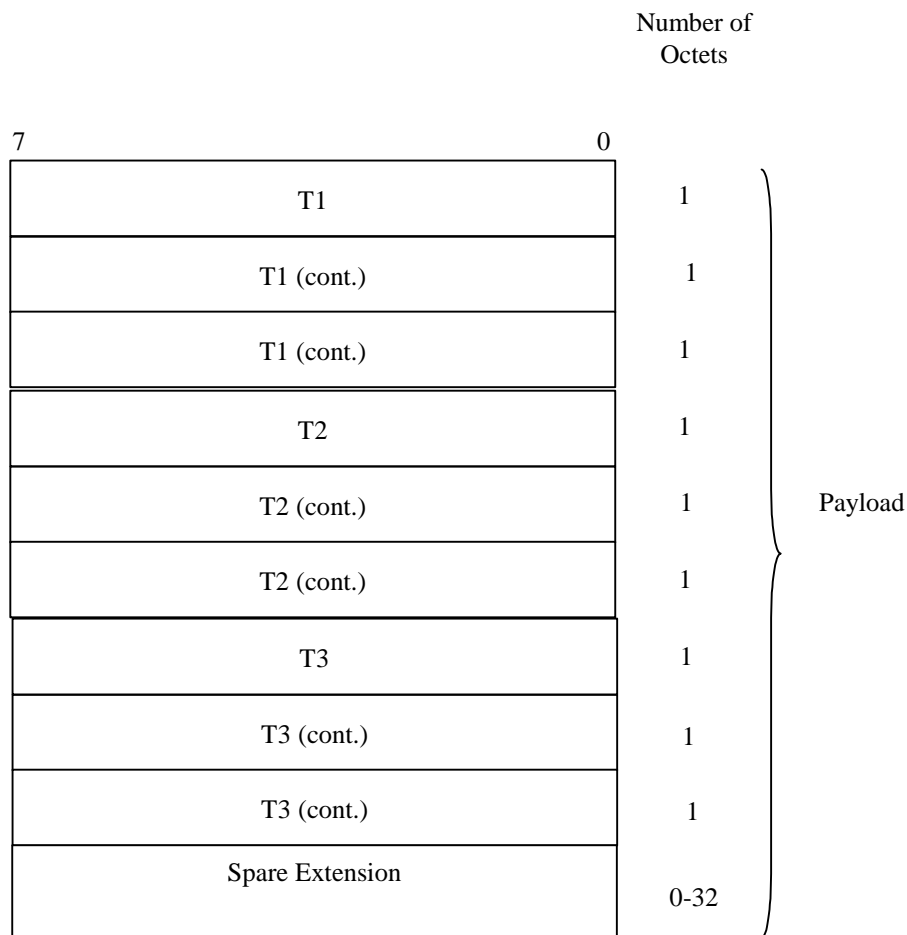 Number of
Octets
7 0
T1 1
T1 (cont.) 1
T1 (cont.) 1
T2 1
T2 (cont.) 1
Payload
T2 (cont.) 1
T3 1
T3 (cont.) 1
T3 (cont.) 1
Spare Extension
0-32